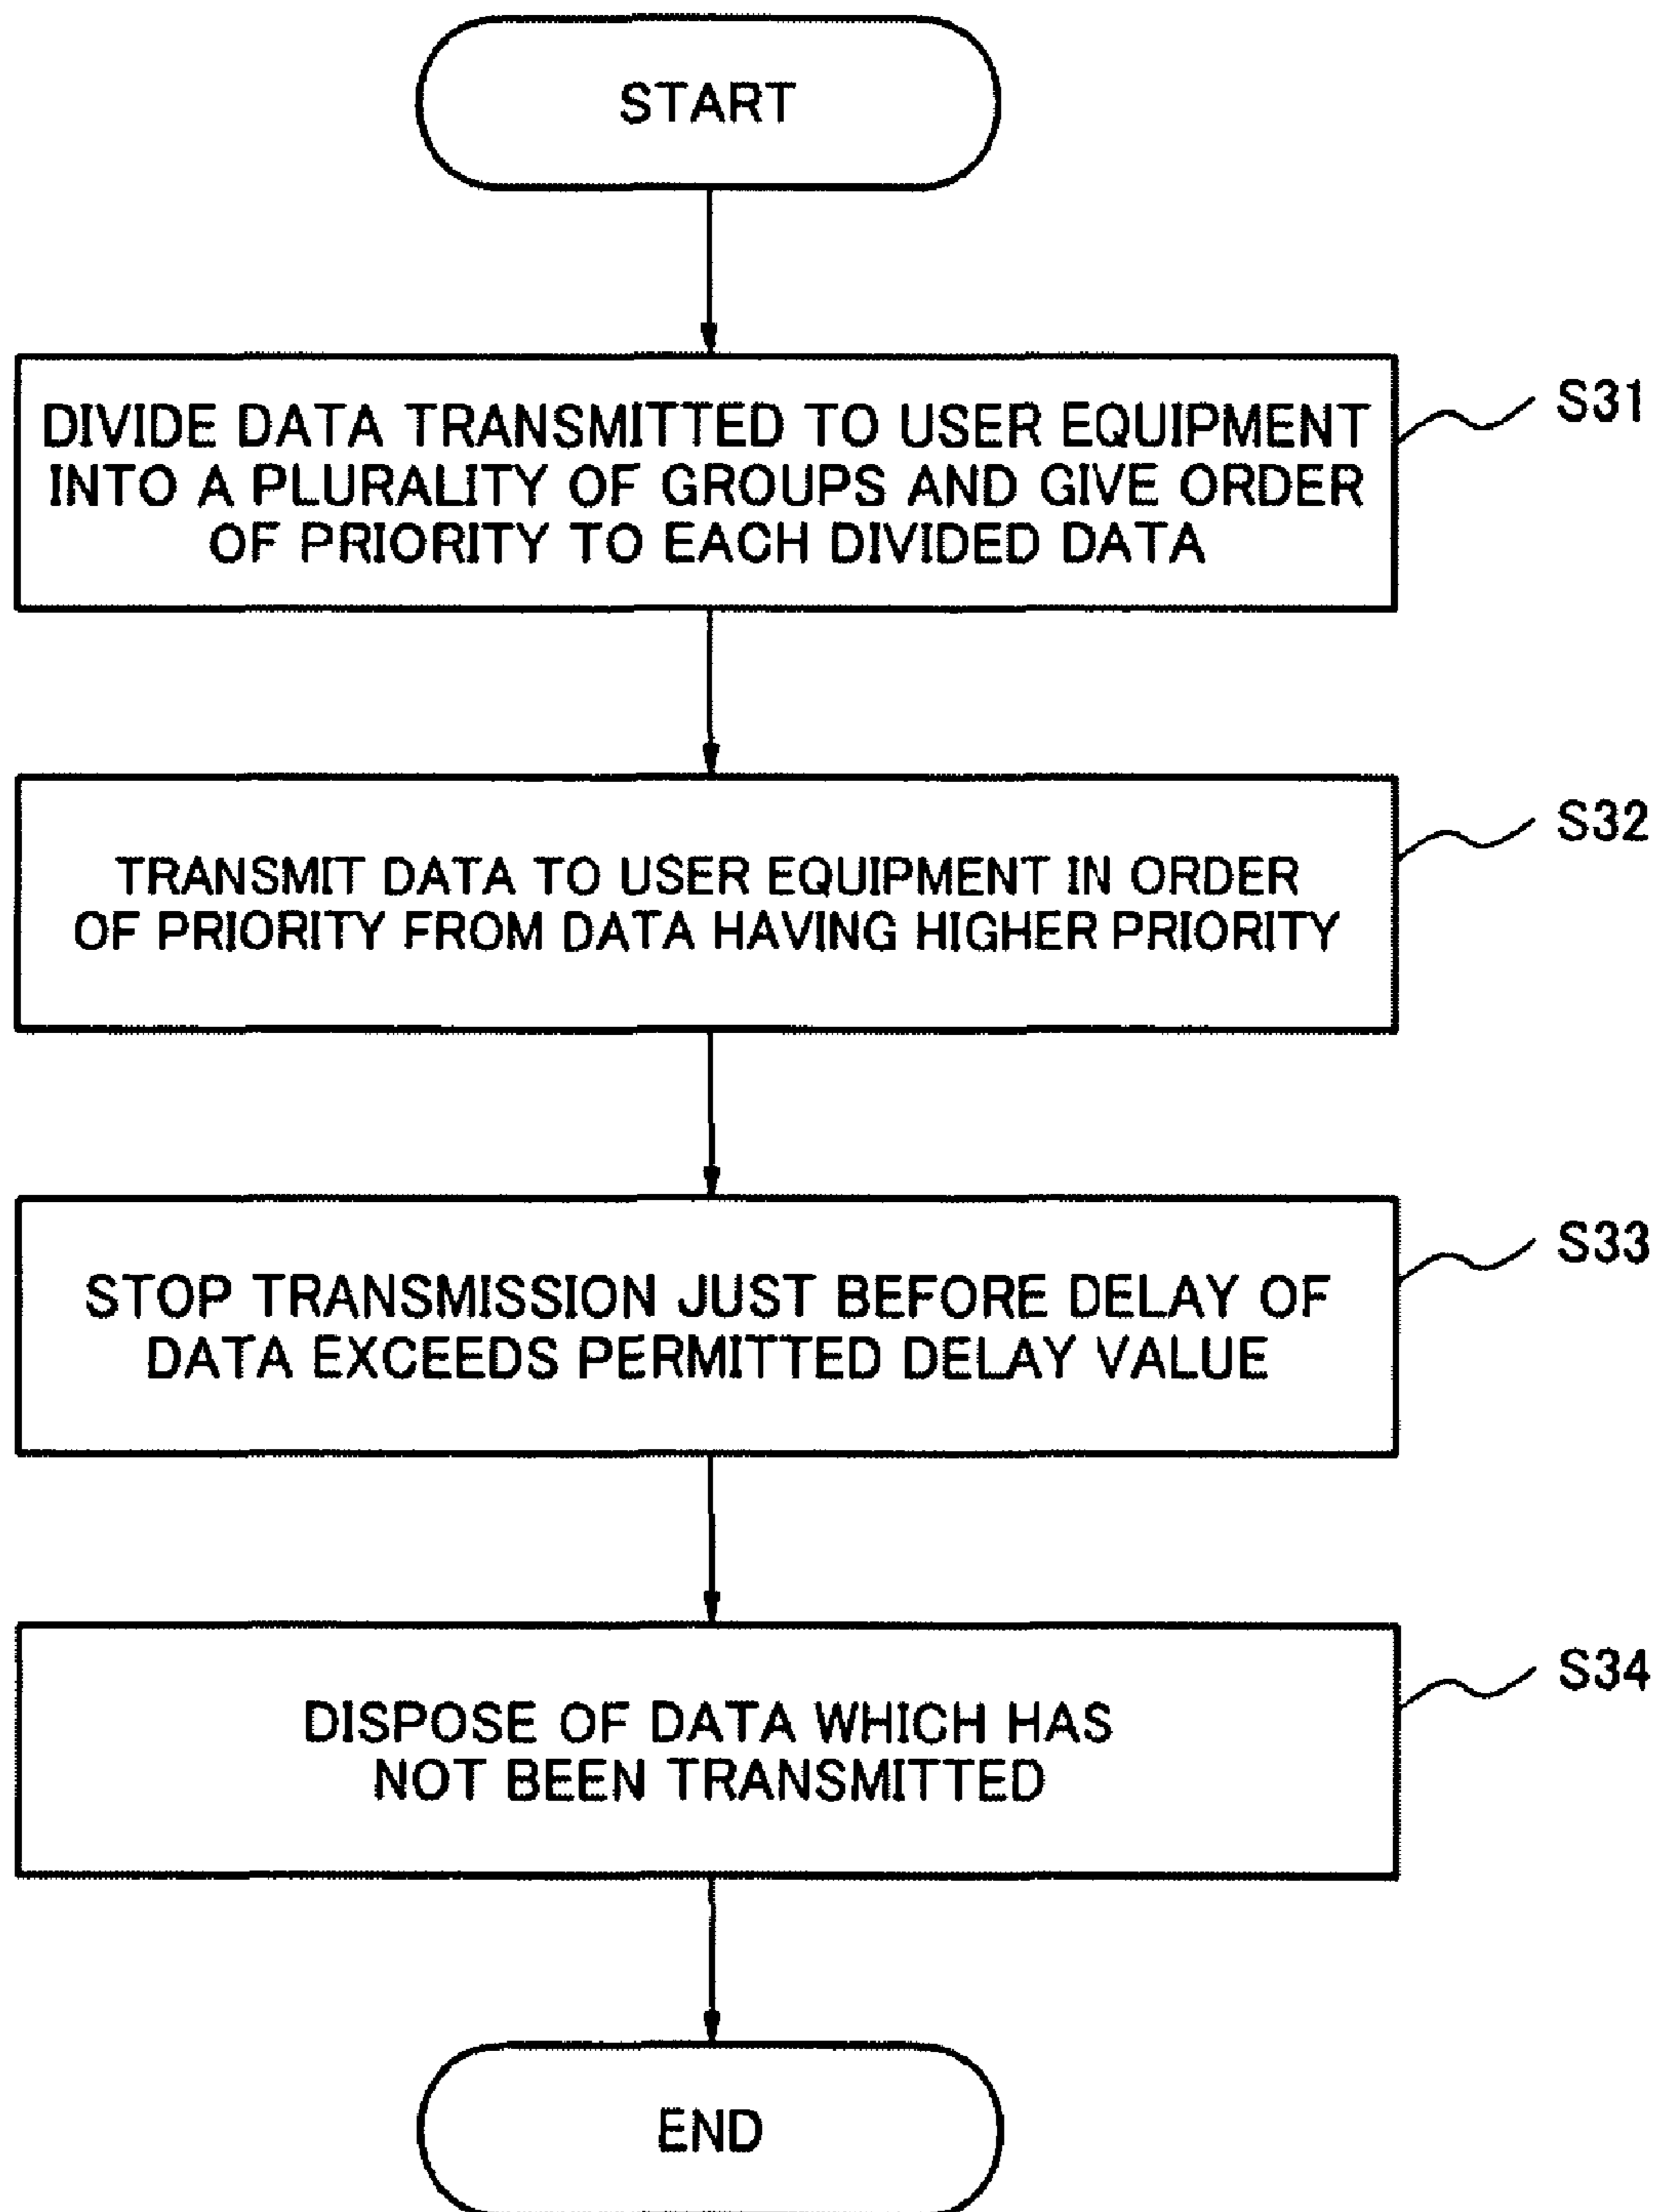 START
DIVIDE DATA TRANSMITTED TO USER EQUIPMENT
INTO A PLURALITY OF GROUPS AND GIVE ORDER
OF PRIORITY TO EACH DIVIDED DATA
S31
TRANSMIT DATA TO USER EQUIPMENT IN ORDER
OF PRIORITY FROM DATA HAVING HIGHER PRIORITY
S32
STOP TRANSMISSION JUST BEFORE DELAY OF
DATA EXCEEDS PERMITTED DELAY VALUE
S33
DISPOSE OF DATA WHICH HAS
NOT BEEN TRANSMITTED
S34
END